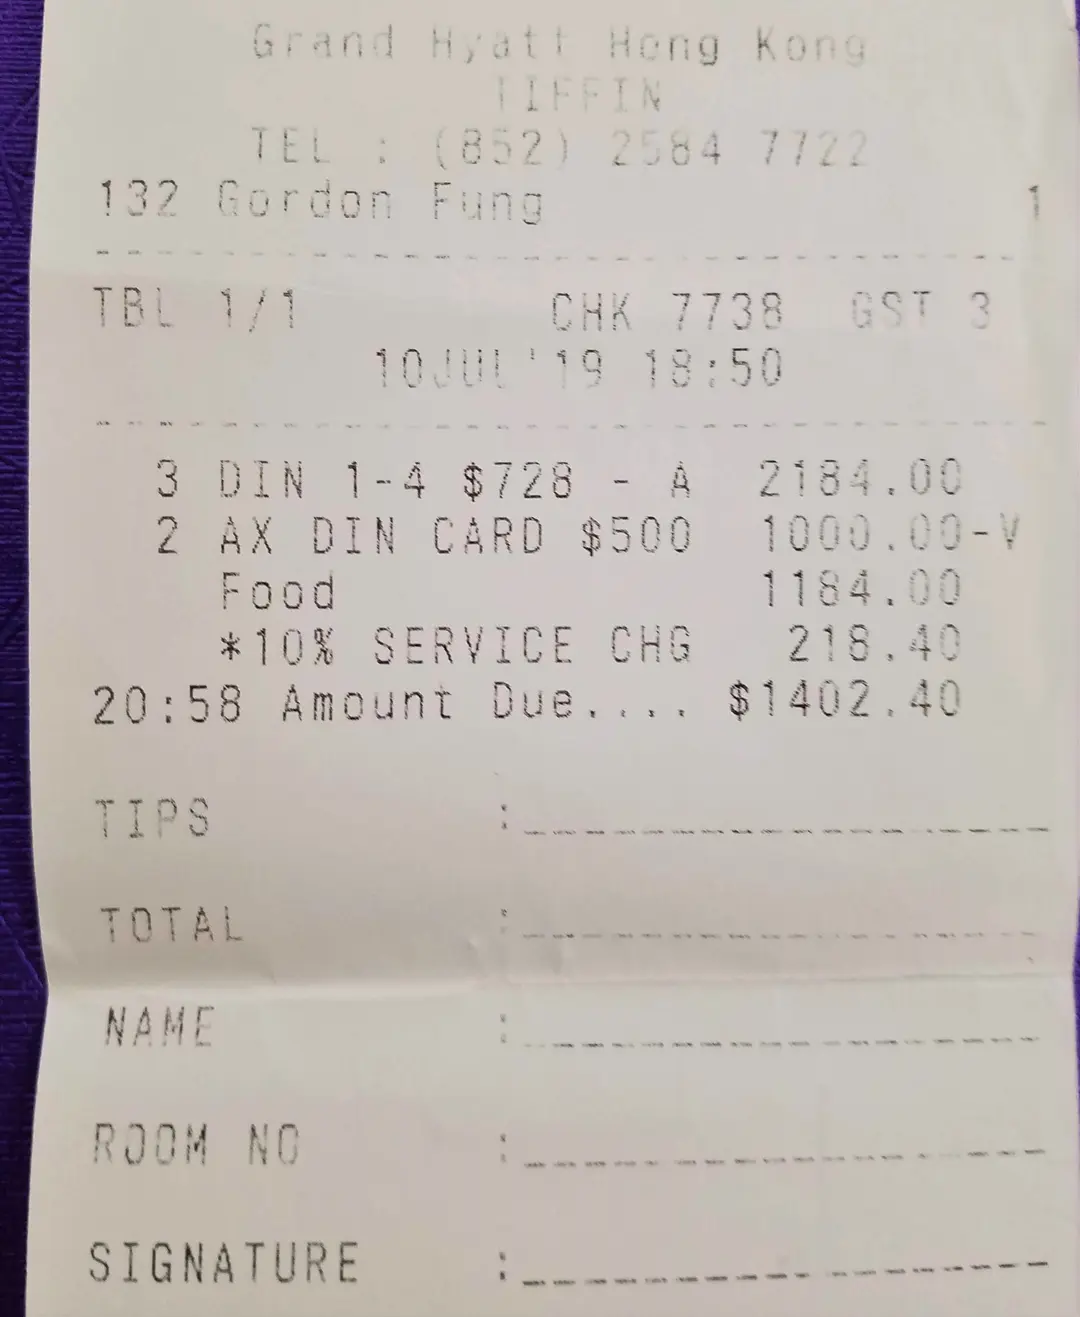 Grand Hyatt Hong Kong
TIFFIN
TEL : (852) 2584 7722
132 Gordon Fung 1
TBL 1/1 CHK 7738 GST 3
10JUL'19 18:50
3 DIN 1-4 $728 - A 2184.00
2 AX DIN CARD $500 1000.00-V
Food 1184.00
*10% SERVICE CHG 218.40
20:58 Amount Due.... $1402.40
TIPS :
TOTAL :
NAME :
ROOM NO :
SIGNATURE :